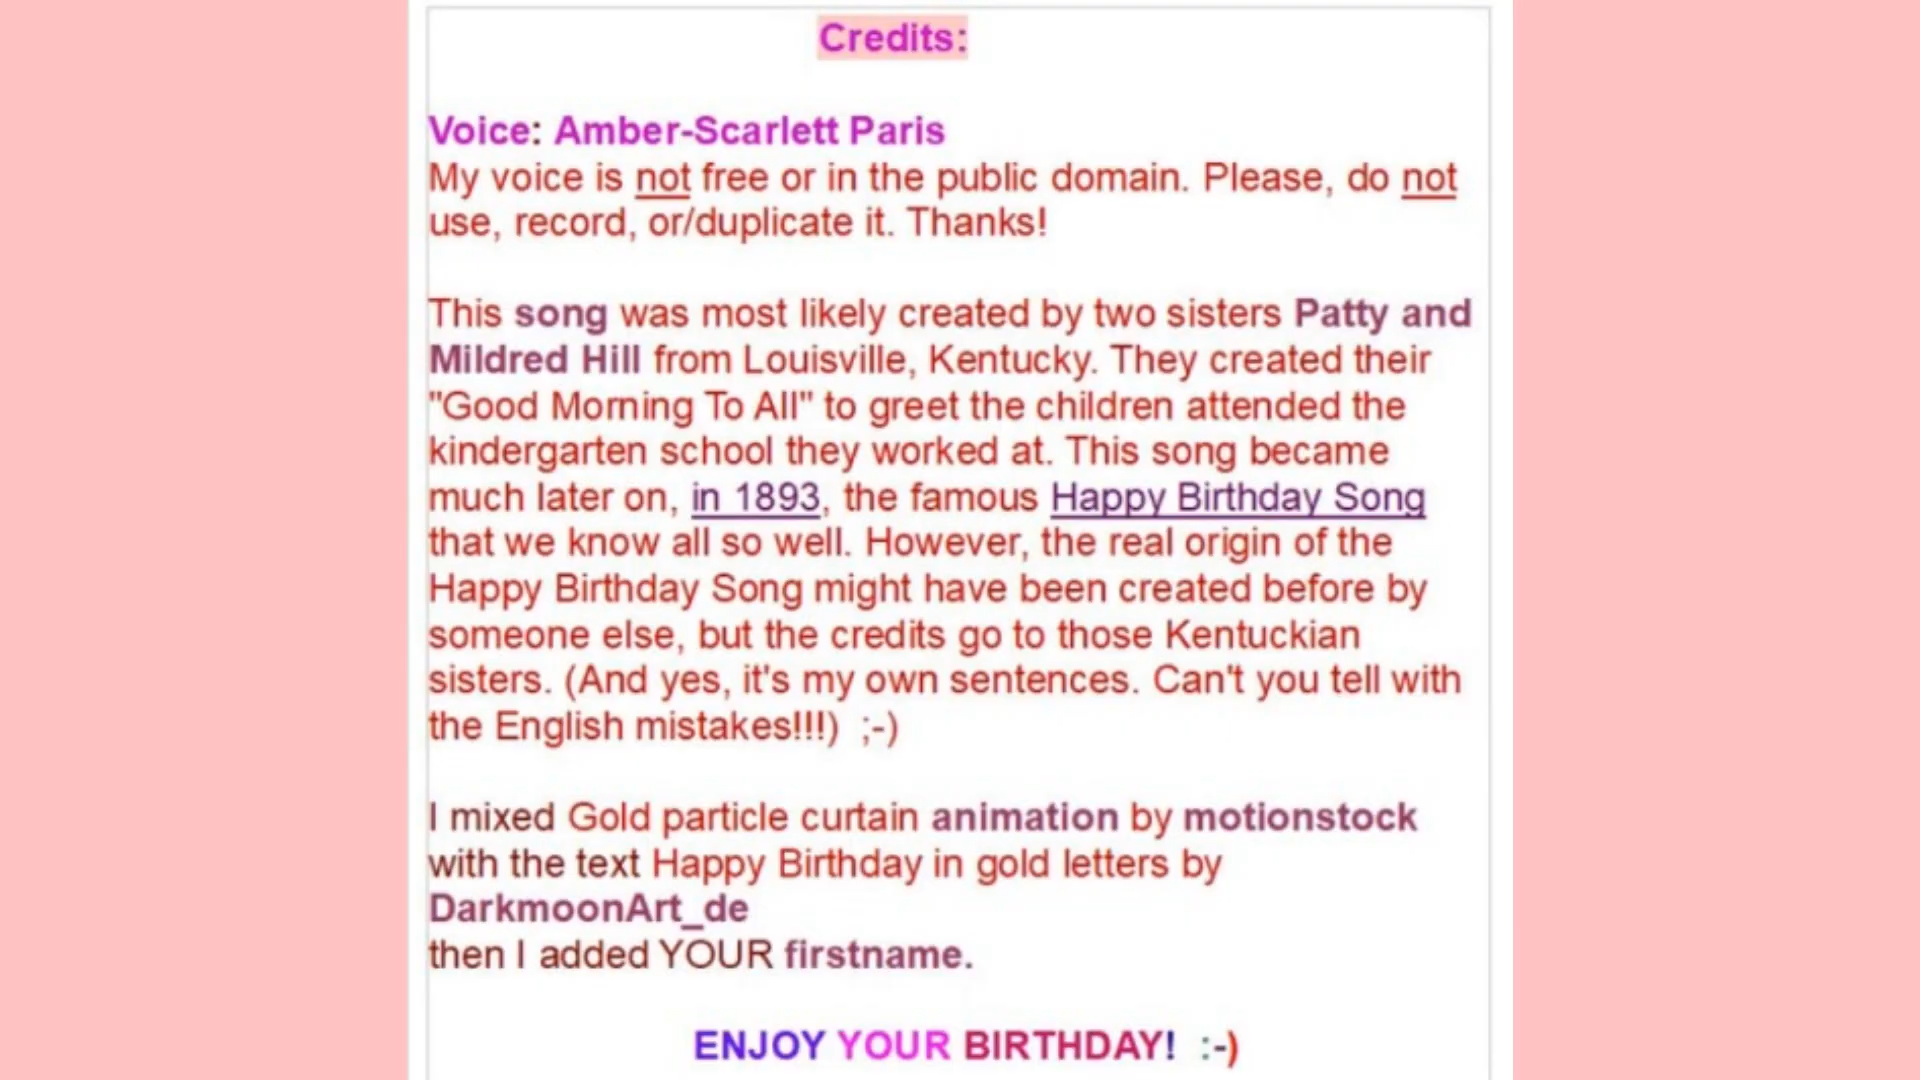 Credits:
Voice: Amber-Scarlett Paris
My voice is not free or in the public domain. Please, do not
use, record, or/duplicate it. Thanks!
This song was most likely created by two sisters Patty and
Mildred Hill from Louisville, Kentucky. They created their
"Good Morning To All" to greet the children attended the
kindergarten school they worked at. This song became
much later on, in 1893, the famous Happy Birthday Song
that we know all so well. However, the real origin of the
Happy Birthday Song might have been created before by
someone else, but the credits go to those Kentuckian
sisters. (And yes, it's my own sentences. Can't you tell with
the English mistakes!!!)  ;-)
I mixed Gold particle curtain animation by motionstock
with the text Happy Birthday in gold letters by
DarkmoonArt_de
then I added YOUR firstname.
ENJOY YOUR BIRTHDAY!  :-)